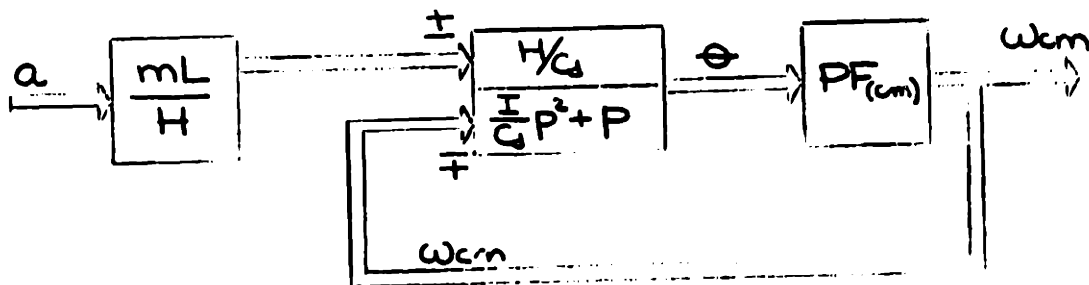 a
mL
H
±
∓
H/Cd
I/Cd P² + P
θ
PF(cm)
ωcm
ωcm